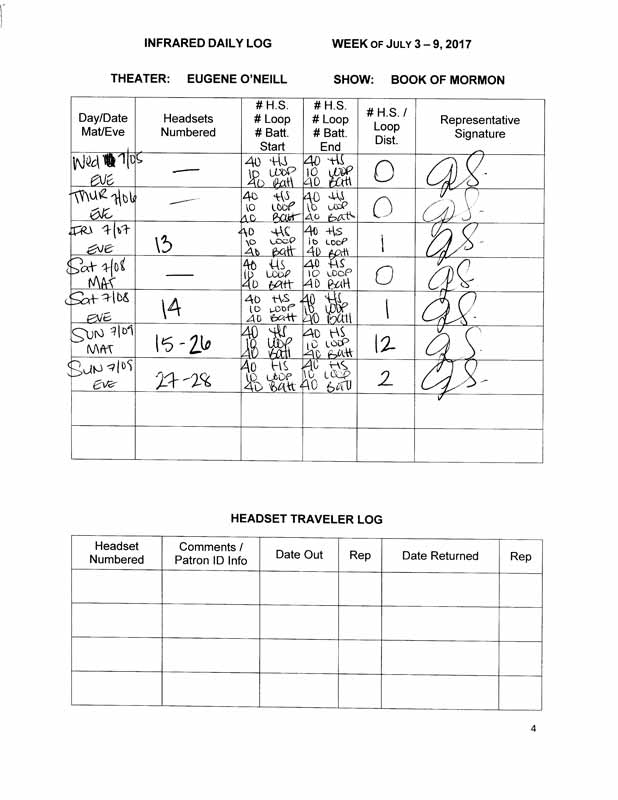 INFRARED DAILY LOG WEEK OF JULY 3 – 9, 2017
THEATER: EUGENE O'NEILL SHOW: BOOK OF MORMON
Day/Date Mat/Eve Headsets Numbered # H.S. # Loop # Batt. Start # H.S. # Loop # Batt. End # H.S. / Loop Dist. Representative Signature
Wed 7/05 40 HS 40 HS
10 LOOP 10 LOOP 0 GS.
EVE — 40 Batt 40 Batt
THUR 7/06 40 HS 40 HS
— 10 LOOP 10 LOOP 0 GS.
EVE 40 Batt 40 Batt
FRI 7/07 40 HS 40 HS
13 10 LOOP 10 LOOP 1 GS.
EVE 40 Batt 40 Batt
Sat 7/08 40 HS 40 HS
— 10 LOOP 10 LOOP 0 GS.
MAT 40 Batt 40 Batt
Sat 7/08 40 HS 40 HS
14 10 LOOP 10 LOOP 1 GS.
EVE 40 Batt 40 Batt
SUN 7/09 40 HS 40 HS
15-26 10 LOOP 10 LOOP 12 GS.
MAT 40 Batt 40 Batt
SUN 7/09 40 HS 40 HS
27-28 10 LOOP 10 LOOP 2 GS.
EVE 40 Batt 40 Batt
HEADSET TRAVELER LOG
Headset Numbered Comments / Patron ID Info Date Out Rep Date Returned Rep
4